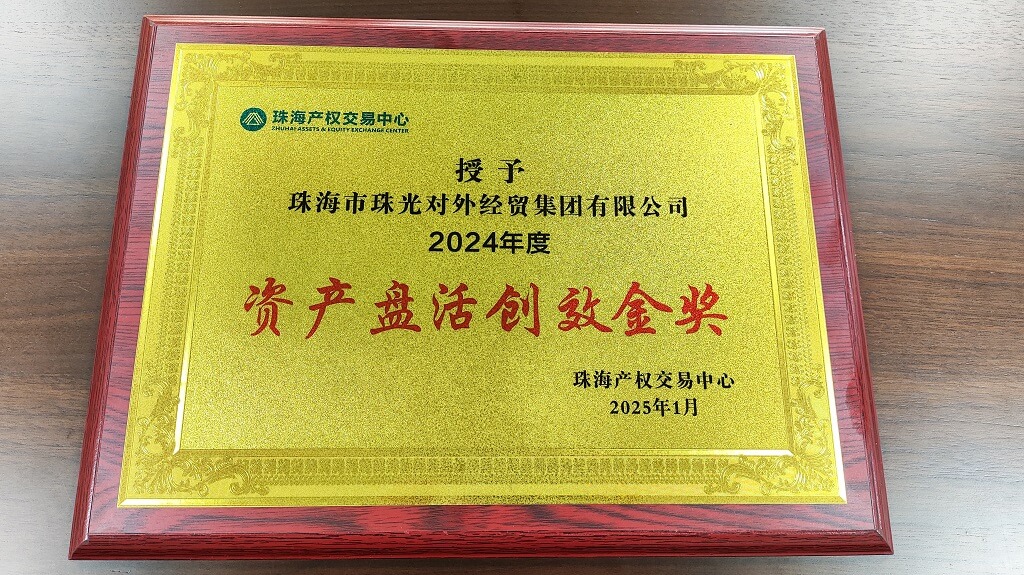 珠海产权交易中心
ZHUHAI ASSETS & EQUITY EXCHANGE CENTER
授予
珠海市珠光对外经贸集团有限公司
2024年度
资产盘活创效金奖
珠海产权交易中心
2025年1月